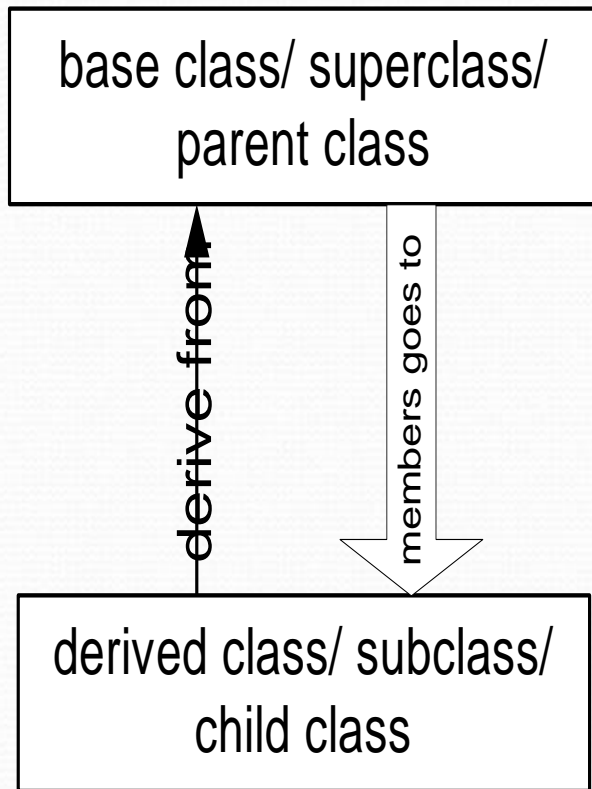 base class/ superclass/
parent class
derive from
members goes to
derived class/ subclass/
child class